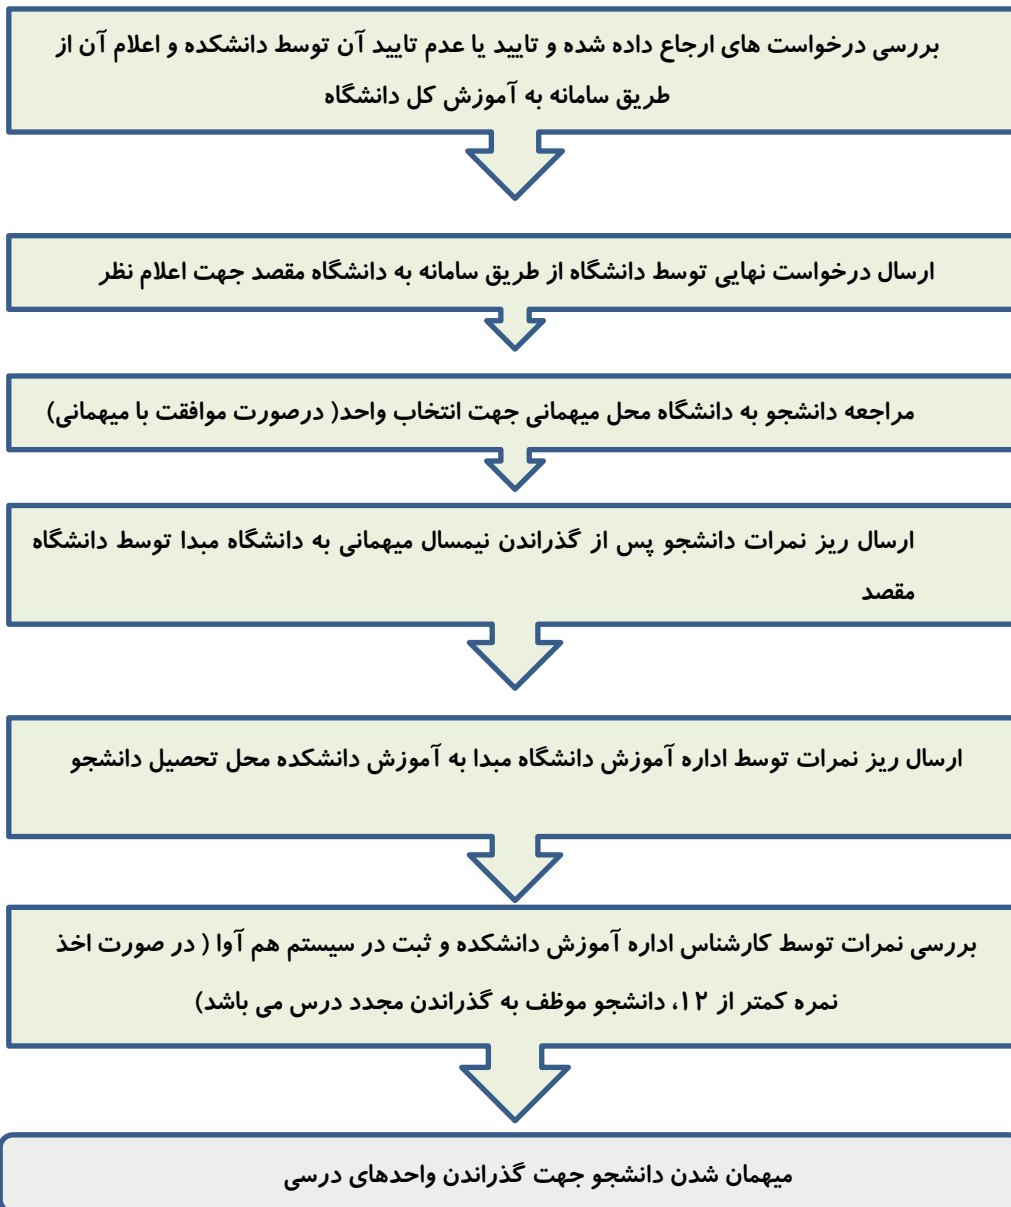 بررسی درخواست های ارجاع داده شده و تایید یا عدم تایید آن توسط دانشکده و اعلام آن از
طریق سامانه به آموزش کل دانشگاه
ارسال درخواست نهایی توسط دانشگاه از طریق سامانه به دانشگاه مقصد جهت اعلام نظر
مراجعه دانشجو به دانشگاه محل میهمانی جهت انتخاب واحد( درصورت موافقت با میهمانی)
ارسال ریز نمرات دانشجو پس از گذراندن نیمسال میهمانی به دانشگاه مبدا توسط دانشگاه
مقصد
ارسال ریز نمرات توسط اداره آموزش دانشگاه مبدا به آموزش دانشکده محل تحصیل دانشجو
بررسی نمرات توسط کارشناس اداره آموزش دانشکده و ثبت در سیستم هم آوا ( در صورت اخذ
نمره کمتر از ۱۲، دانشجو موظف به گذراندن مجدد درس می باشد)
میهمان شدن دانشجو جهت گذراندن واحدهای درسی